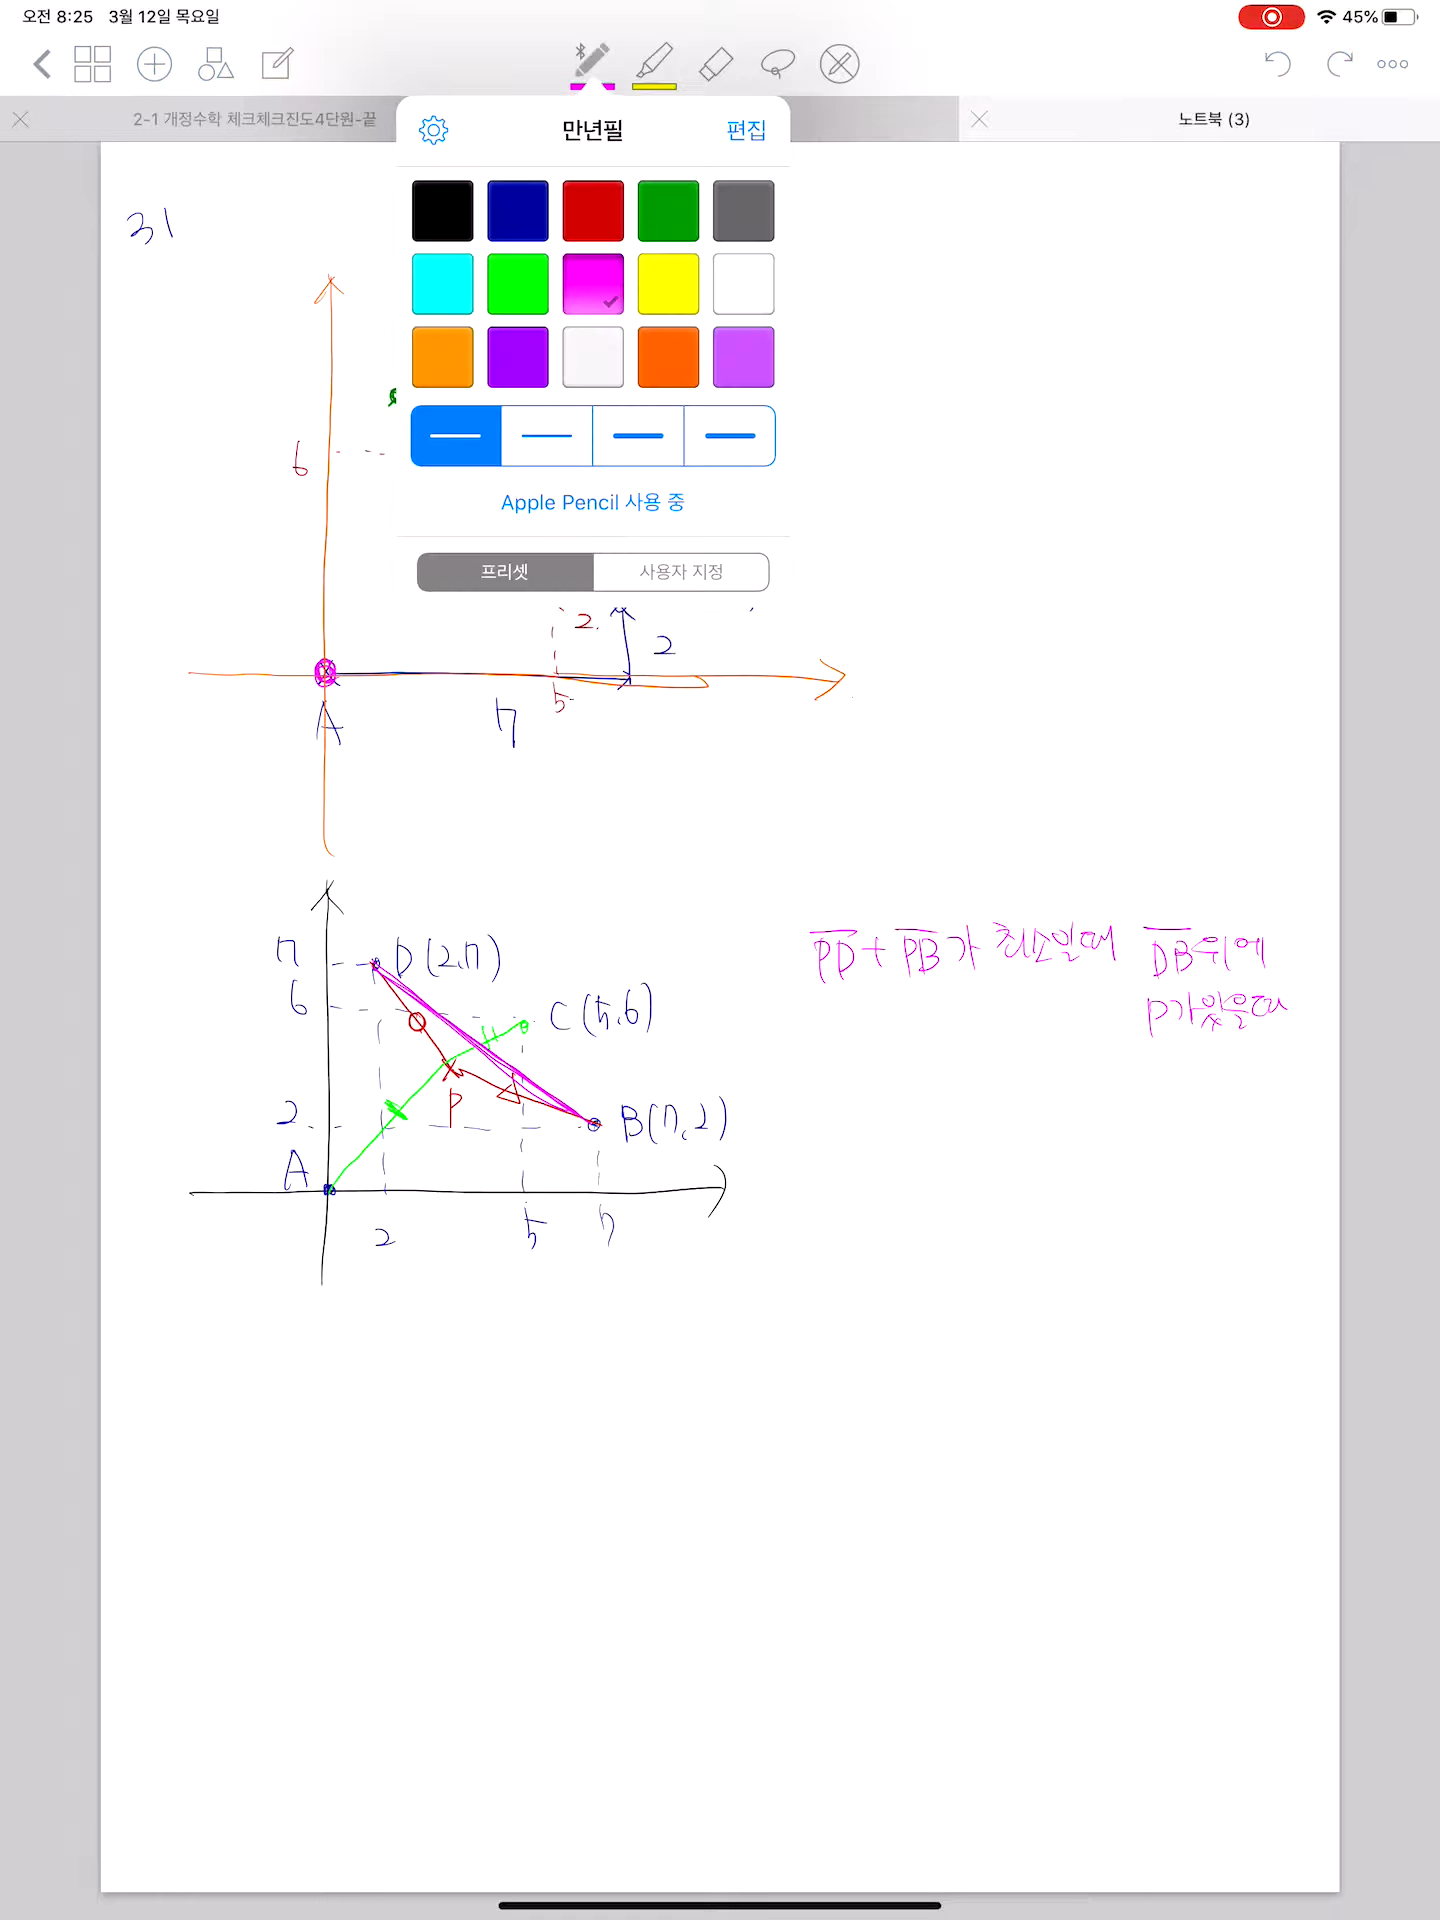 오전 8:25 3월 12일 목요일
45%
2-1 개정수학 체크체크진도4단원-끝
노트북 (3)
만년필
편집
Apple Pencil 사용 중
프리셋
사용자 지정
31
6
2.
2
5
A
7
7
D(2,7)
6
C(5,6)
P
2
B(7,2)
A
2
5
7
PD + PB가 최소일때 DB위에
P가 있을때